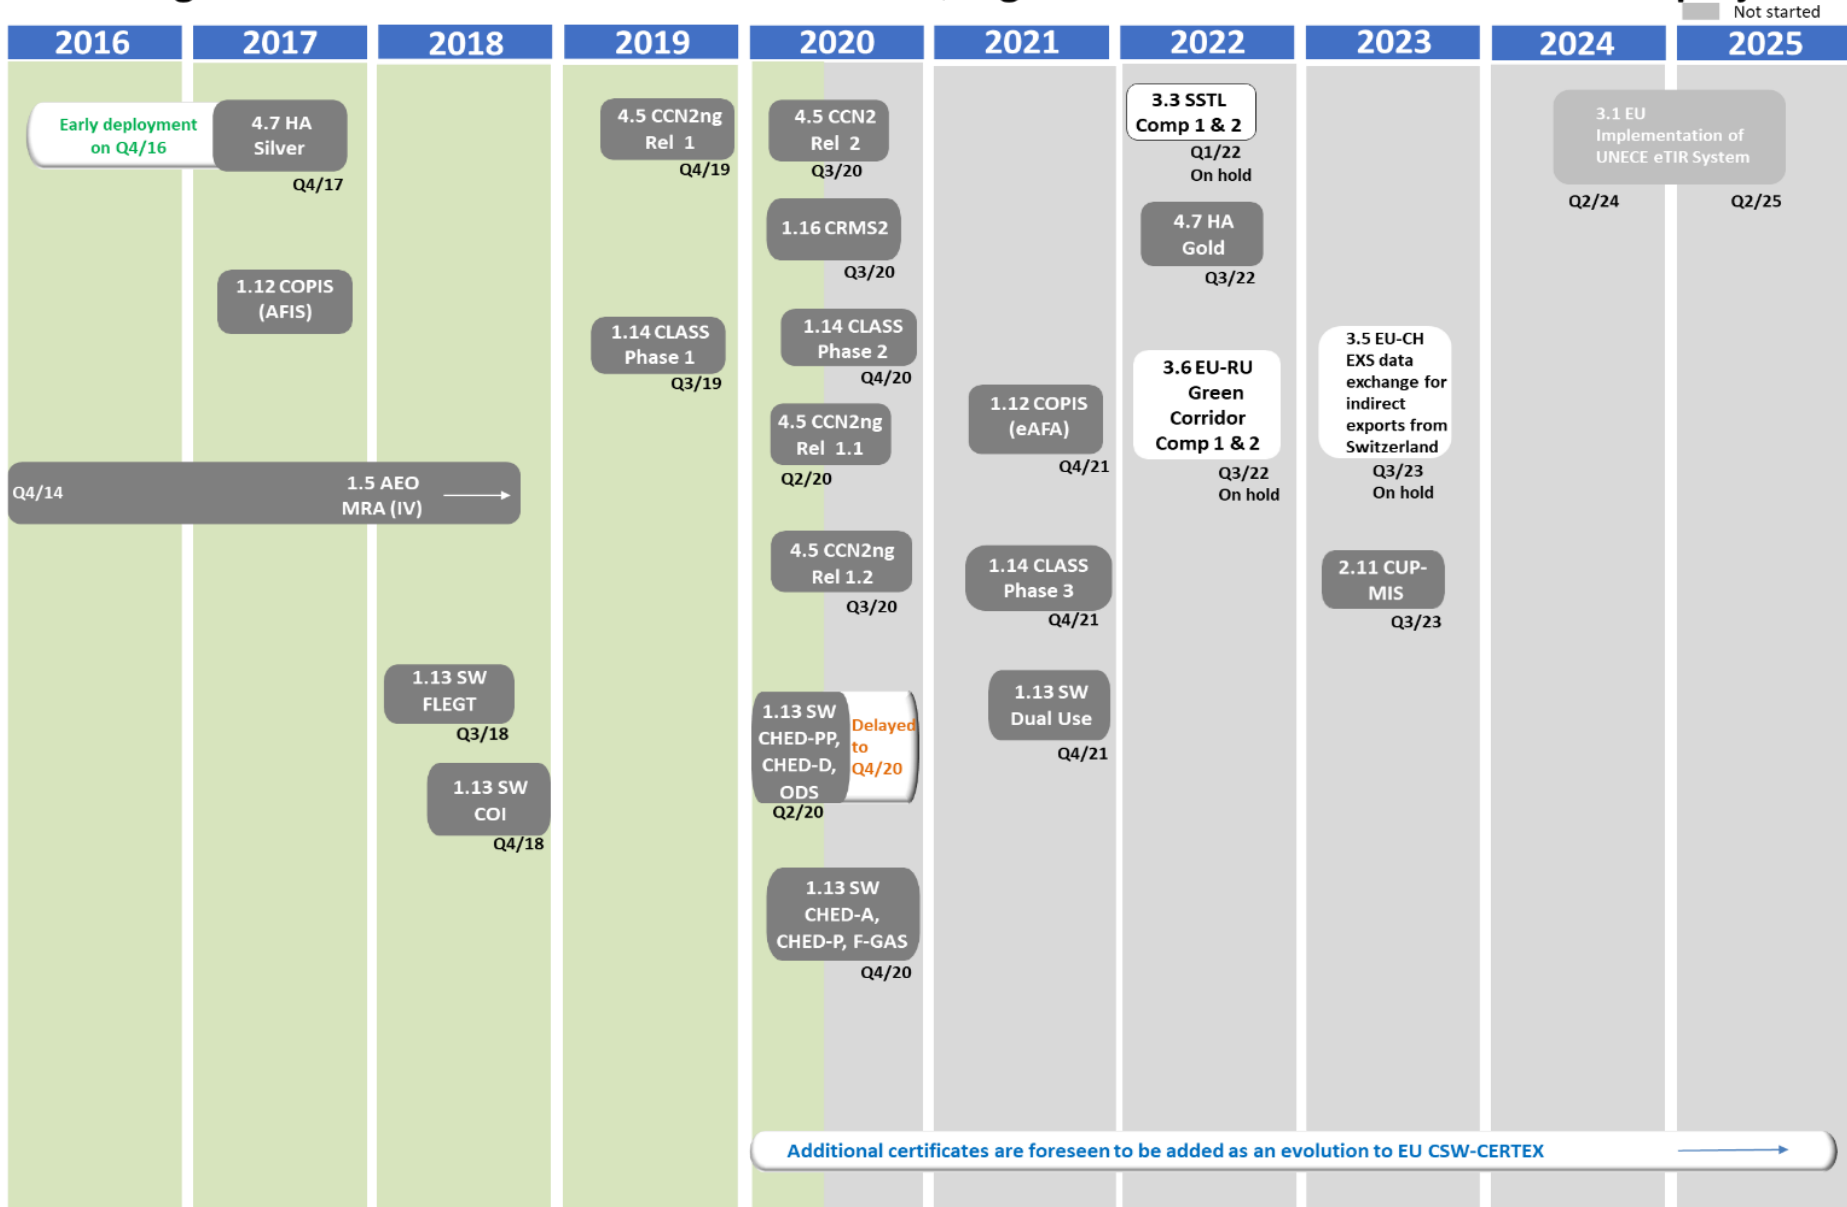 Not started
2016
2017
2018
2019
2020
2021
2022
2023
2024
2025
Early deployment
on Q4/16
4.7 HA
Silver
Q4/17
1.12 COPIS
(AFIS)
Q4/14
1.5 AEO
MRA (IV)
1.13 SW
FLEGT
Q3/18
1.13 SW
COI
Q4/18
4.5 CCN2ng
Rel 1
Q4/19
1.14 CLASS
Phase 1
Q3/19
4.5 CCN2
Rel 2
Q3/20
1.16 CRMS2
Q3/20
1.14 CLASS
Phase 2
Q4/20
4.5 CCN2ng
Rel 1.1
Q2/20
4.5 CCN2ng
Rel 1.2
Q3/20
1.13 SW
CHED-PP,
CHED-D,
ODS
Q2/20
Delayed
to
Q4/20
1.13 SW
CHED-A,
CHED-P, F-GAS
Q4/20
1.12 COPIS
(eAFA)
Q4/21
1.14 CLASS
Phase 3
Q4/21
1.13 SW
Dual Use
Q4/21
3.3 SSTL
Comp 1 & 2
Q1/22
On hold
4.7 HA
Gold
Q3/22
3.6 EU-RU
Green
Corridor
Comp 1 & 2
Q3/22
On hold
3.5 EU-CH
EXS data
exchange for
indirect
exports from
Switzerland
Q3/23
On hold
2.11 CUP-
MIS
Q3/23
3.1 EU
Implementation of
UNECE eTIR System
Q2/24
Q2/25
Additional certificates are foreseen to be added as an evolution to EU CSW-CERTEX